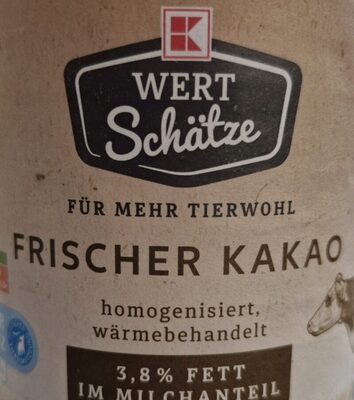 K
WERT
Schätze
FÜR MEHR TIERWOHL
FRISCHER KAKAO
homogenisiert,
wärmebehandelt
3,8% FETT
IM MILCHANTEIL